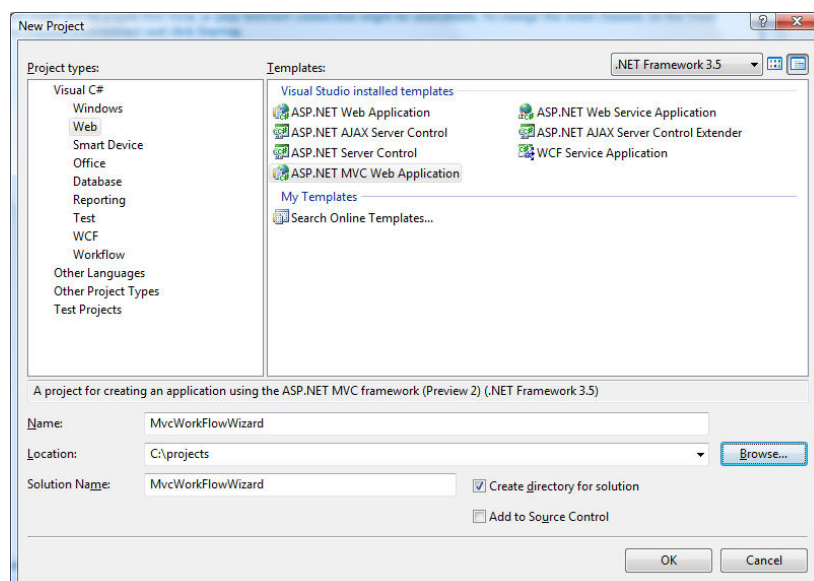 New Project
Project types:
Templates:
.NET Framework 3.5
Visual C#
Windows
Web
Smart Device
Office
Database
Reporting
Test
WCF
Workflow
Other Languages
Other Project Types
Test Projects
Visual Studio installed templates
ASP.NET Web Application
ASP.NET Web Service Application
ASP.NET AJAX Server Control
ASP.NET AJAX Server Control Extender
ASP.NET Server Control
WCF Service Application
ASP.NET MVC Web Application
My Templates
Search Online Templates...
A project for creating an application using the ASP.NET MVC framework (Preview 2) (.NET Framework 3.5)
Name:
MvcWorkFlowWizard
Location:
C:\projects
Browse...
Solution Name:
MvcWorkFlowWizard
Create directory for solution
Add to Source Control
OK
Cancel